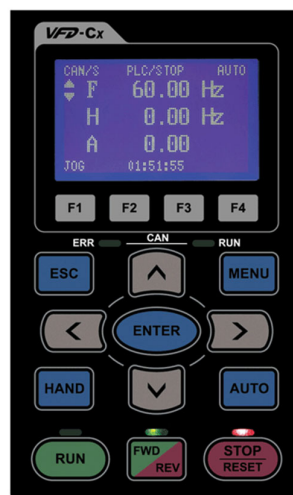 VFD-Cx
CAN/S PLC/STOP AUTO
F 60.00 Hz
H 0.00 Hz
A 0.00
JOG 01:51:55
F1 F2 F3 F4
ERR CAN RUN
ESC MENU
ENTER
HAND AUTO
RUN FWD REV STOP RESET